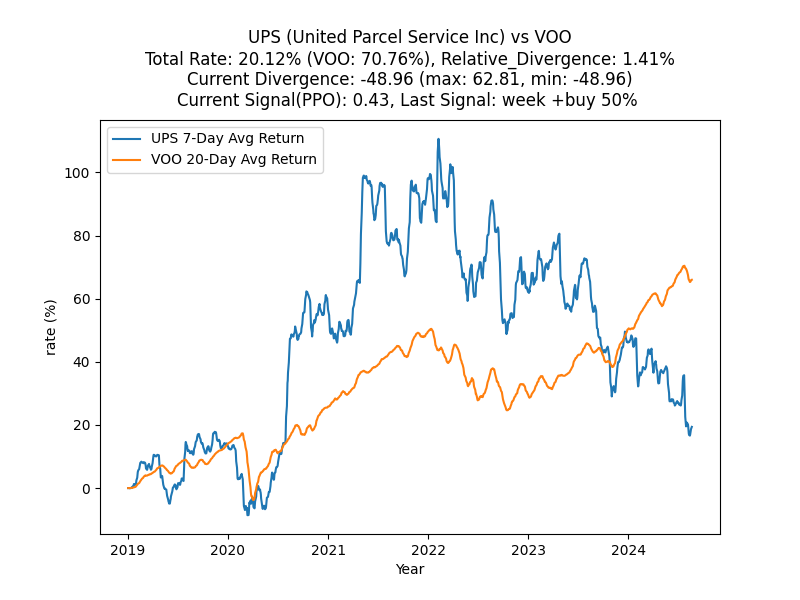 UPS (United Parcel Service Inc) vs VOO
Total Rate: 20.12% (VOO: 70.76%), Relative_Divergence: 1.41%
Current Divergence: -48.96 (max: 62.81, min: -48.96)
Current Signal(PPO): 0.43, Last Signal: week +buy 50%
UPS 7-Day Avg Return
VOO 20-Day Avg Return
100
80
60
40
20
0
rate (%)
2019 2020 2021 2022 2023 2024
Year